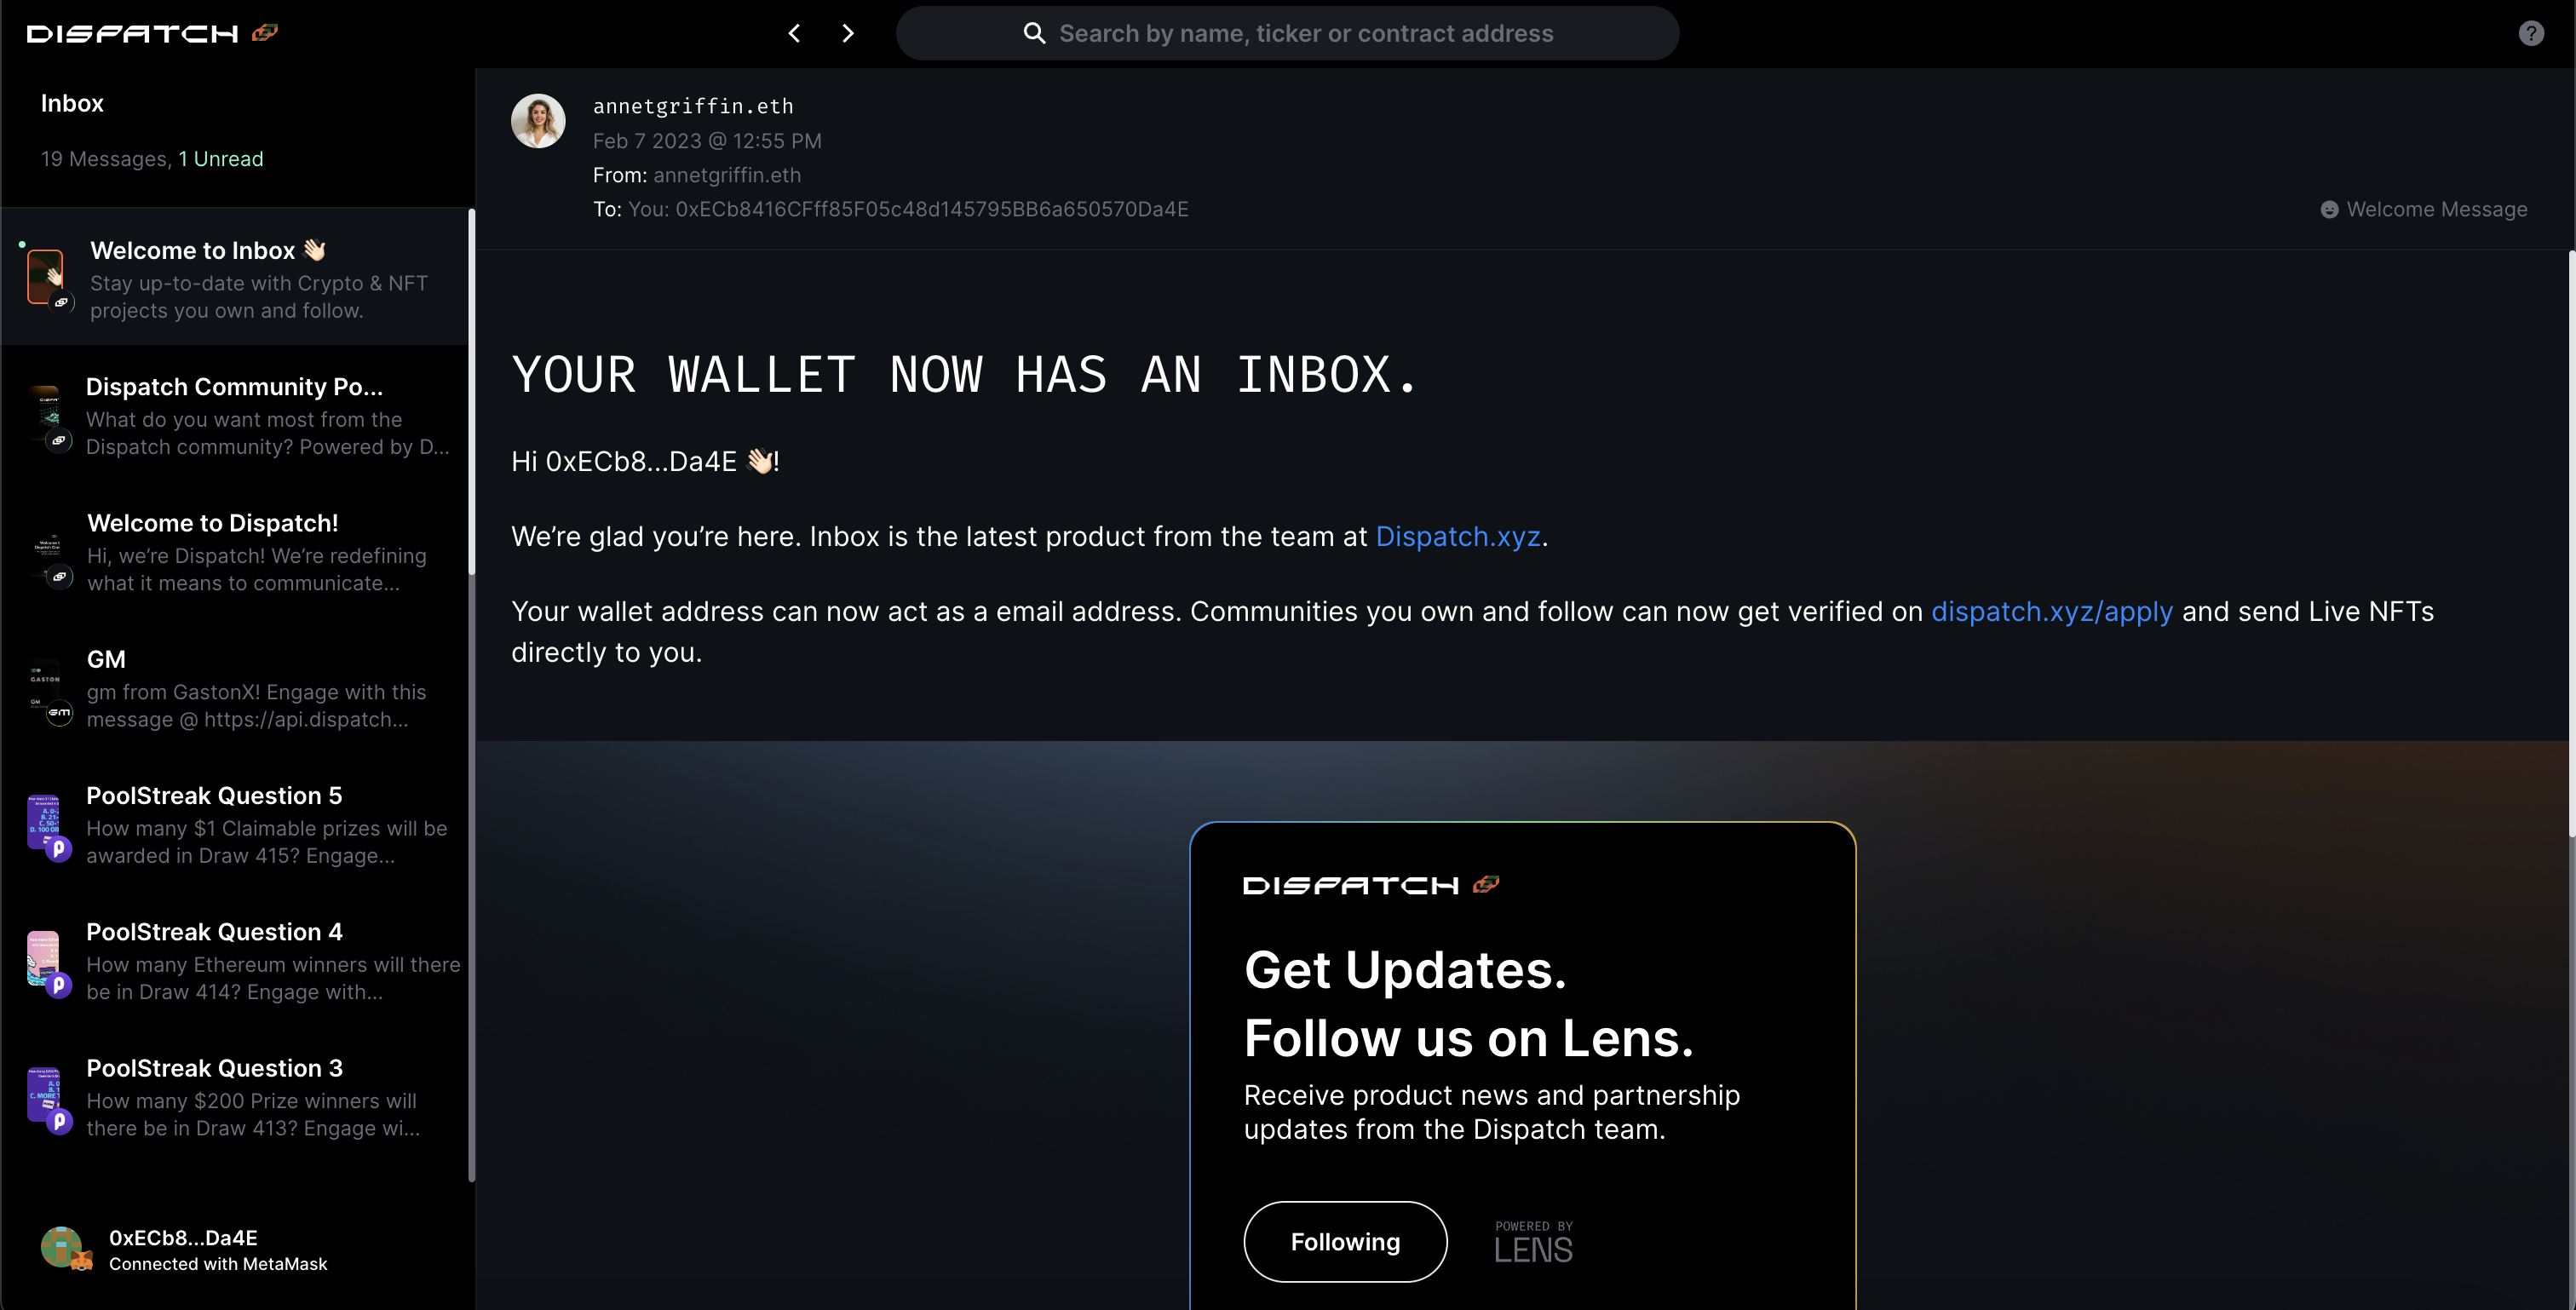 DISPATCH
Search by name, ticker or contract address
?
Inbox
19 Messages, 1 Unread
Welcome to Inbox 👋🏻
Stay up-to-date with Crypto & NFT
projects you own and follow.
Dispatch Community Po...
What do you want most from the
Dispatch community? Powered by D...
Welcome to Dispatch!
Hi, we’re Dispatch! We’re redefining
what it means to communicate...
GM
gm from GastonX! Engage with this
message @ https://api.dispatch...
PoolStreak Question 5
How many $1 Claimable prizes will be
awarded in Draw 415? Engage...
PoolStreak Question 4
How many Ethereum winners will there
be in Draw 414? Engage with...
PoolStreak Question 3
How many $200 Prize winners will
there be in Draw 413? Engage wi...
0xECb8...Da4E
Connected with MetaMask
annetgriffin.eth
Feb 7 2023 @ 12:55 PM
From: annetgriffin.eth
To: You: 0xECb8416CFff85F05c48d145795BB6a650570Da4E
Welcome Message
YOUR WALLET NOW HAS AN INBOX.
Hi 0xECb8...Da4E 👋🏻!
We’re glad you’re here. Inbox is the latest product from the team at Dispatch.xyz.
Your wallet address can now act as a email address. Communities you own and follow can now get verified on dispatch.xyz/apply and send Live NFTs
directly to you.
DISPATCH
Get Updates.
Follow us on Lens.
Receive product news and partnership
updates from the Dispatch team.
Following
POWERED BY
LENS